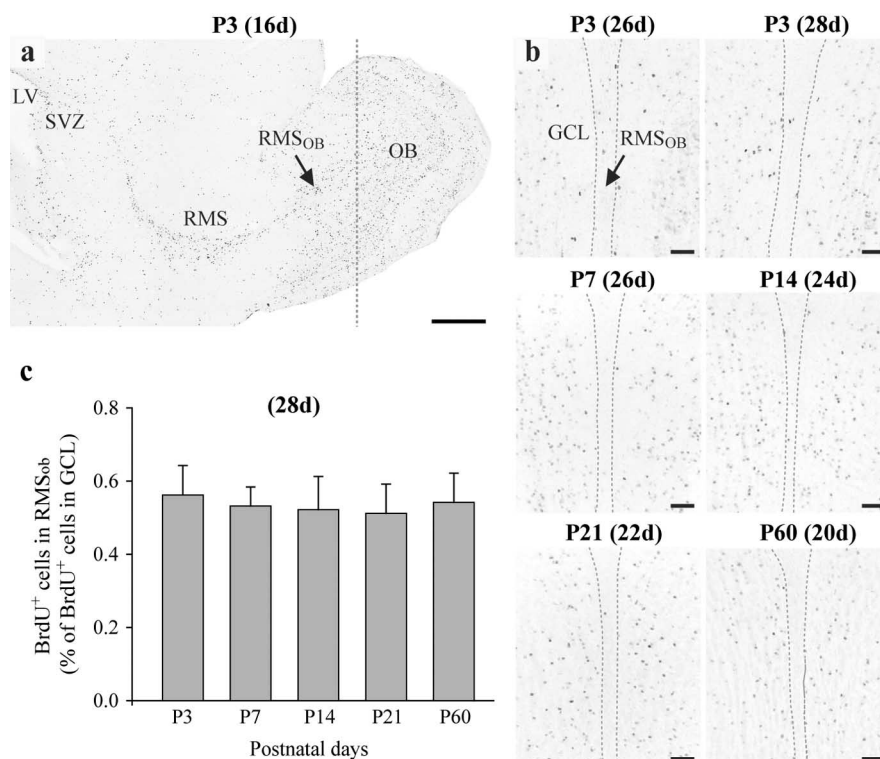 P3 (16d)
a
LV
SVZ
RMS
RMSOB
OB
b
P3 (26d)
P3 (28d)
GCL
RMSOB
P7 (26d)
P14 (24d)
P21 (22d)
P60 (20d)
c
(28d)
BrdU+ cells in RMSob
(% of BrdU+ cells in GCL)
0.8
0.6
0.4
0.2
0.0
P3 P7 P14 P21 P60
Postnatal days